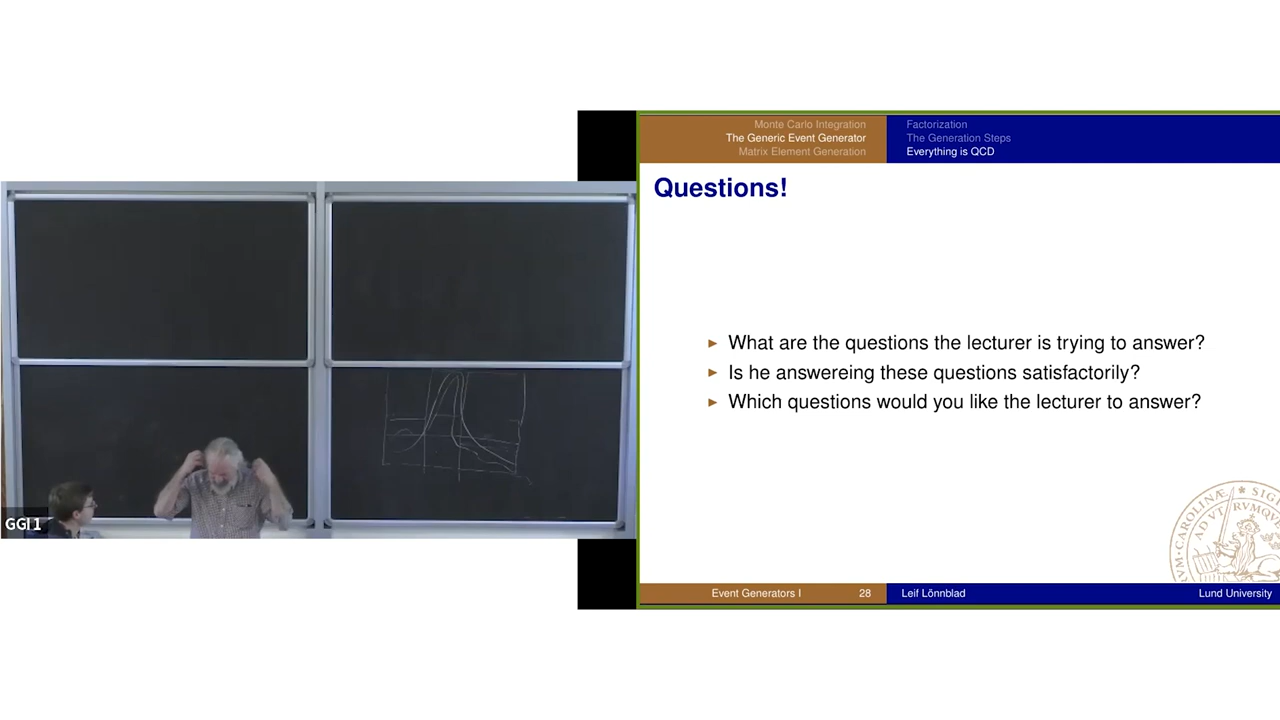 GGI 1
Monte Carlo Integration
The Generic Event Generator
Matrix Element Generation
Factorization
The Generation Steps
Everything is QCD
Questions!
► What are the questions the lecturer is trying to answer?
► Is he answereing these questions satisfactorily?
► Which questions would you like the lecturer to answer?
Event Generators I 28 Leif Lönnblad Lund University